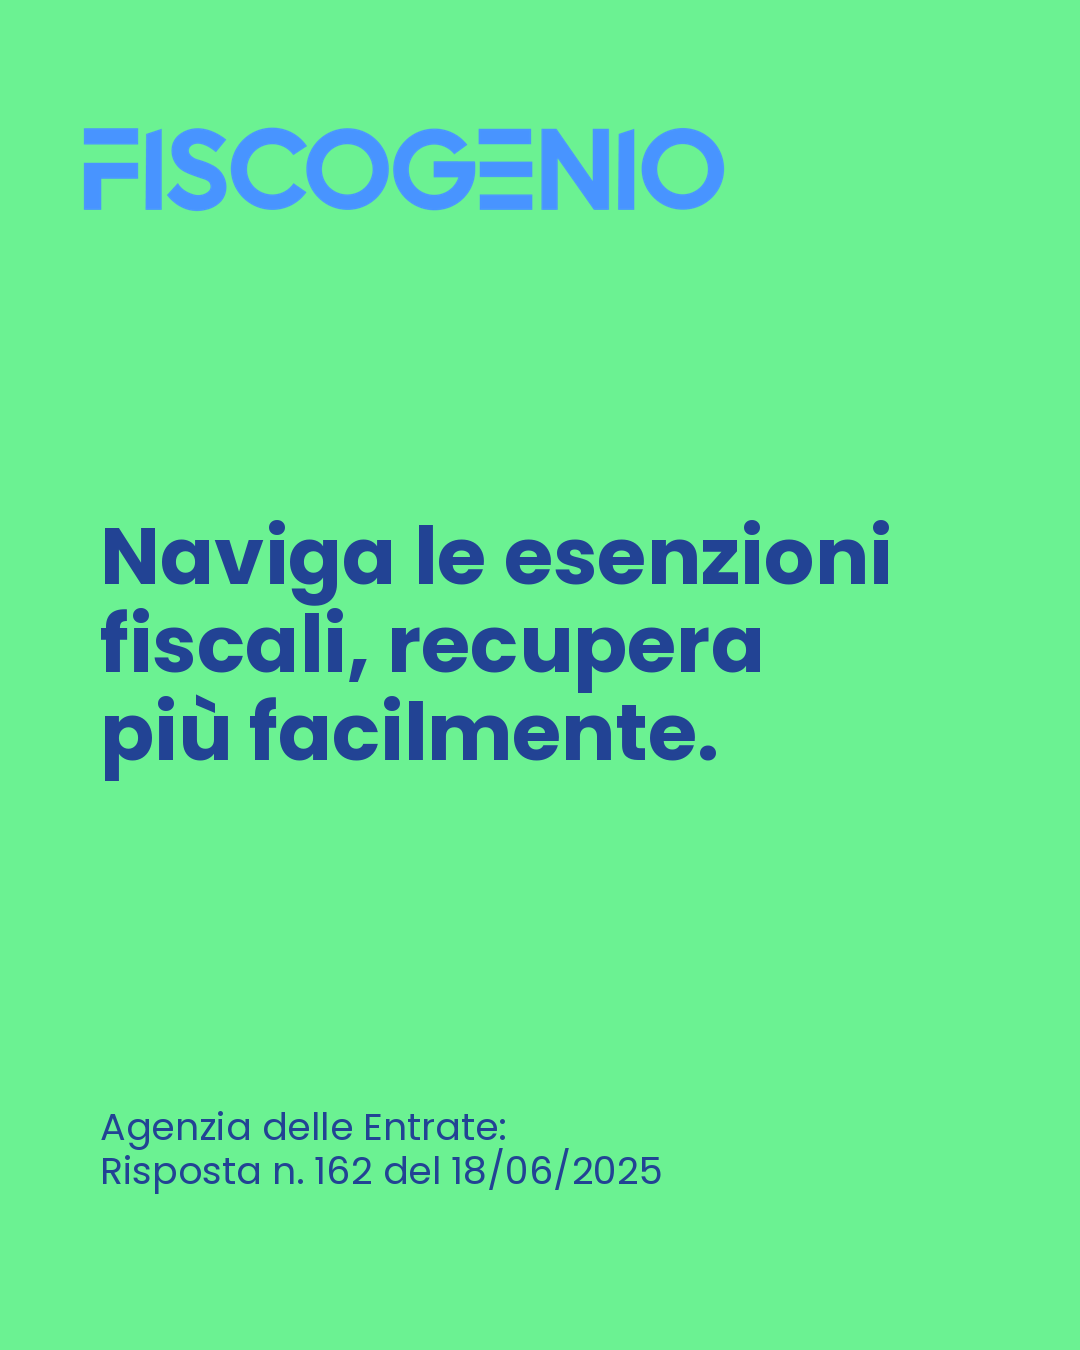 FISCOGENIO
Naviga le esenzioni
fiscali, recupera
più facilmente.
Agenzia delle Entrate:
Risposta n. 162 del 18/06/2025